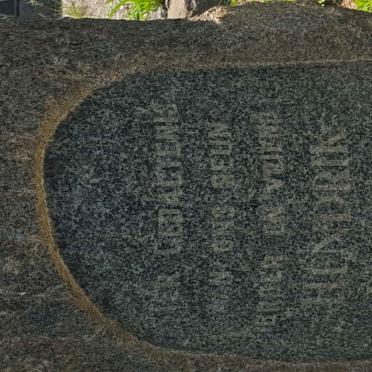 TER GEDAGTENIS
VAN ONS SEUN
BROER EN VRIEND
HENDRIK